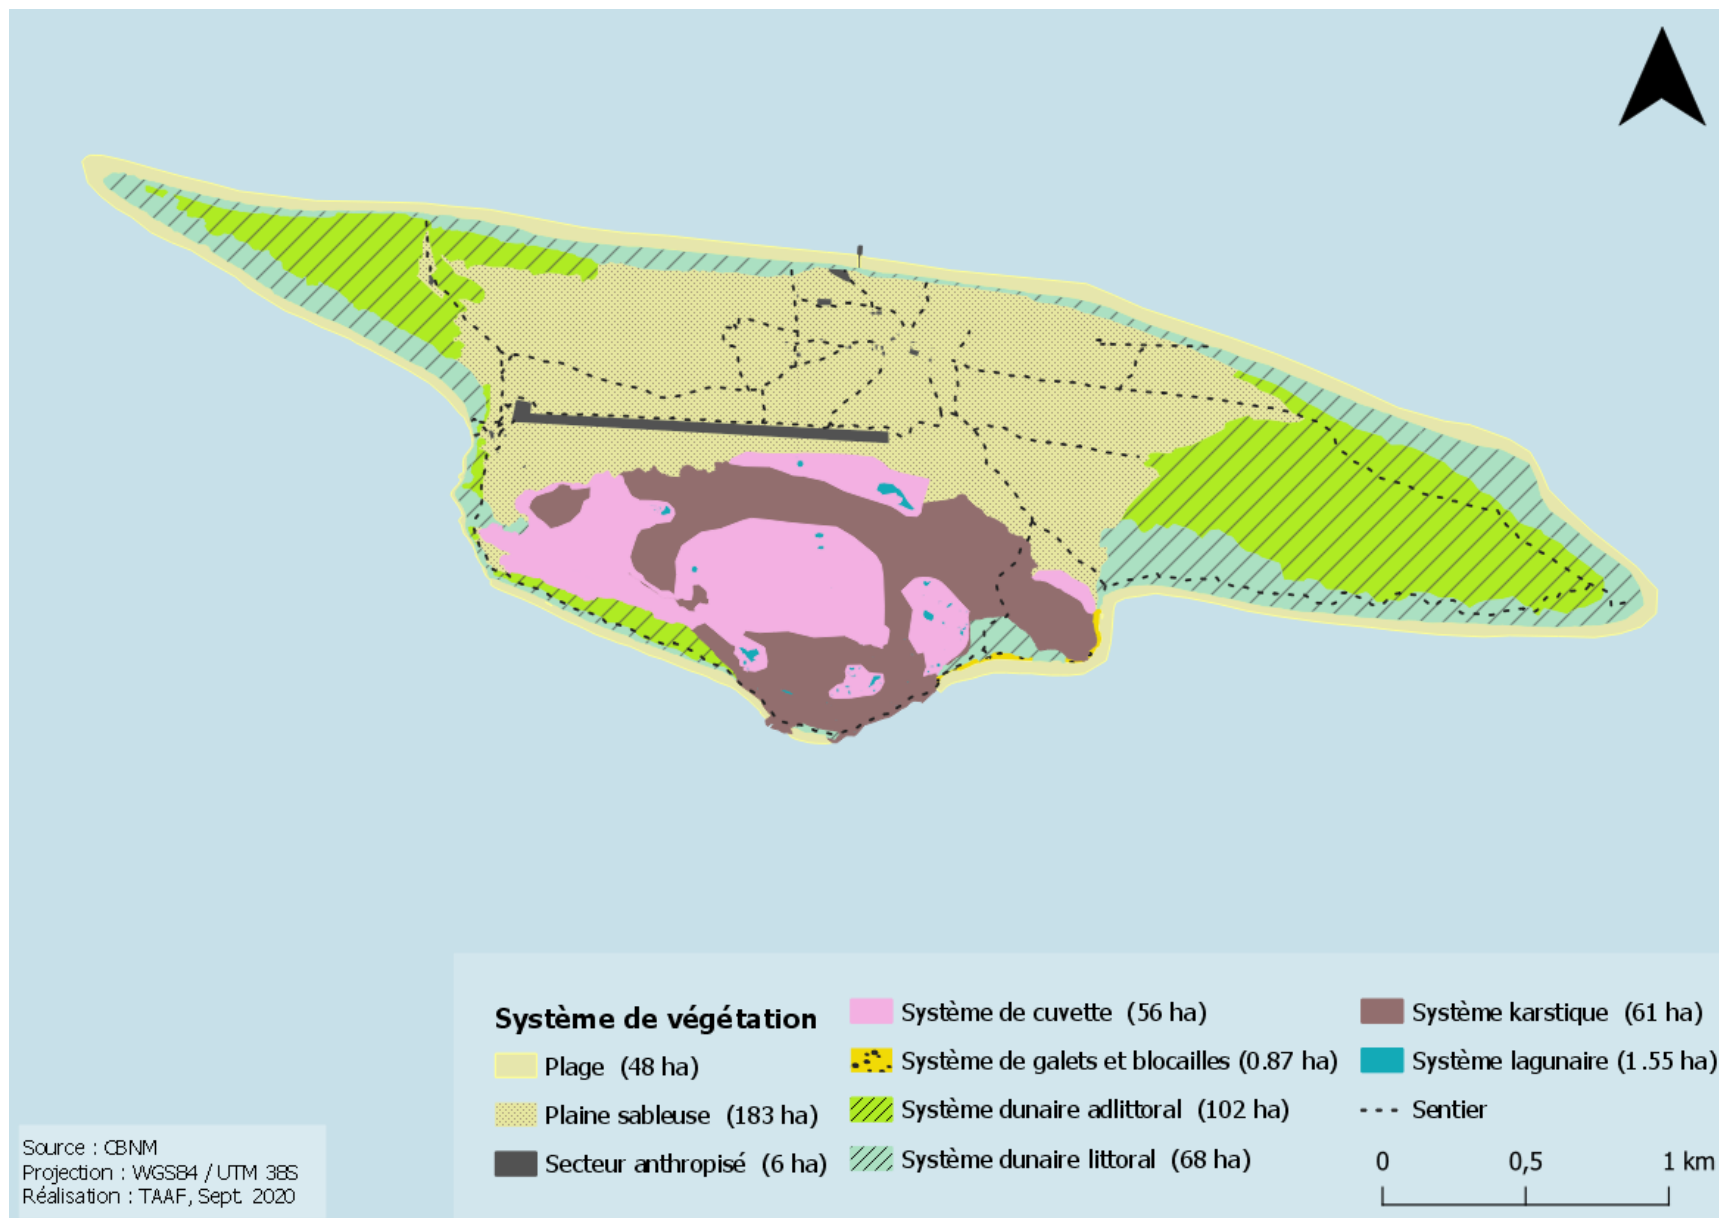 Système de végétation
Plage (48 ha)
Plaine sableuse (183 ha)
Secteur anthropisé (6 ha)
Système de cuvette (56 ha)
Système de galets et blocailles (0.87 ha)
Système dunaire adlittoral (102 ha)
Système dunaire littoral (68 ha)
Système karstique (61 ha)
Système lagunaire (1.55 ha)
Sentier
0 0,5 1 km
Source : CBNM
Projection : WGS84 / UTM 38S
Réalisation : TAAF, Sept. 2020